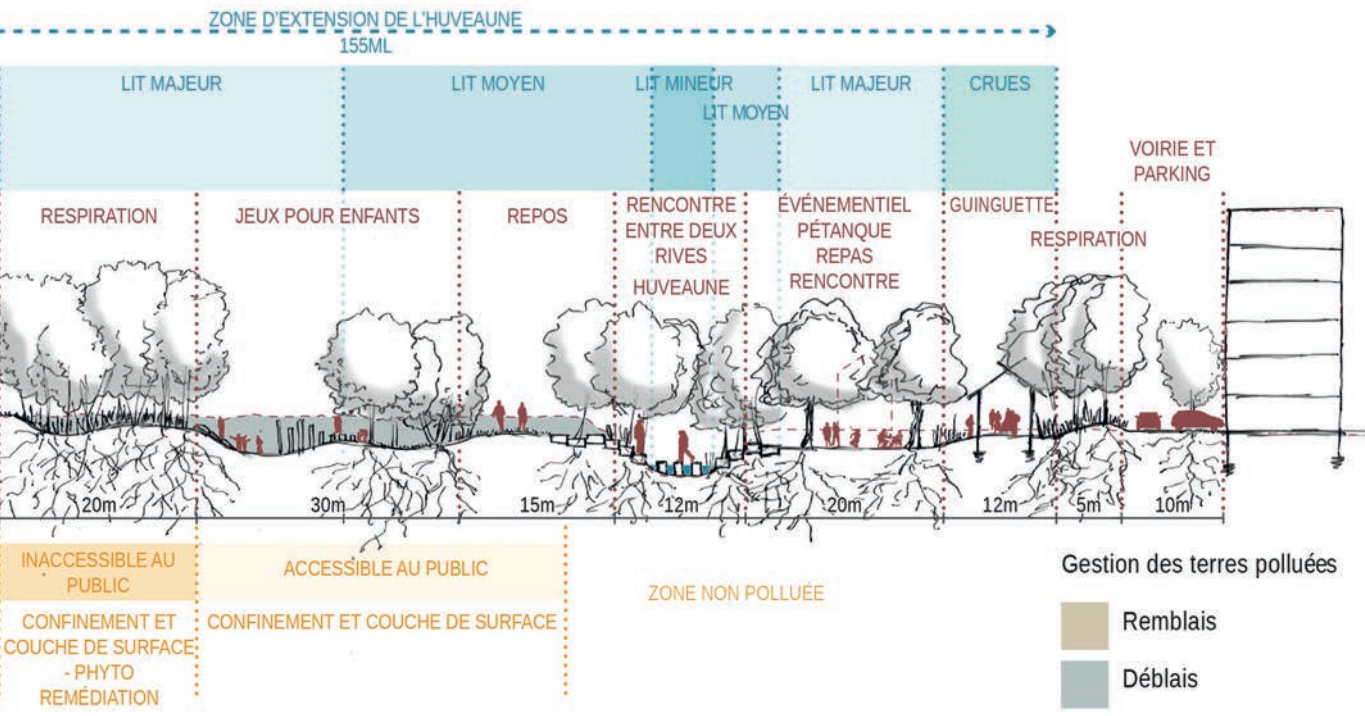 ZONE D'EXTENSION DE L'HUVEAUNE
155ML
LIT MAJEUR
LIT MOYEN
LIT MINEUR
LIT MOYEN
LIT MAJEUR
CRUES
VOIRIE ET
PARKING
RESPIRATION
JEUX POUR ENFANTS
REPOS
RENCONTRE
ENTRE DEUX
RIVES
HUVEAUNE
ÉVÉNEMENTIEL
PÉTANQUE
REPAS
RENCONTRE
GUINGUETTE
RESPIRATION
20m
30m
15m
12m
20m
12m
5m
10m
INACCESSIBLE AU
PUBLIC
ACCESSIBLE AU PUBLIC
ZONE NON POLLUÉE
CONFINEMENT ET
COUCHE DE SURFACE
- PHYTO
REMÉDIATION
CONFINEMENT ET COUCHE DE SURFACE
Gestion des terres polluées
Remblais
Déblais